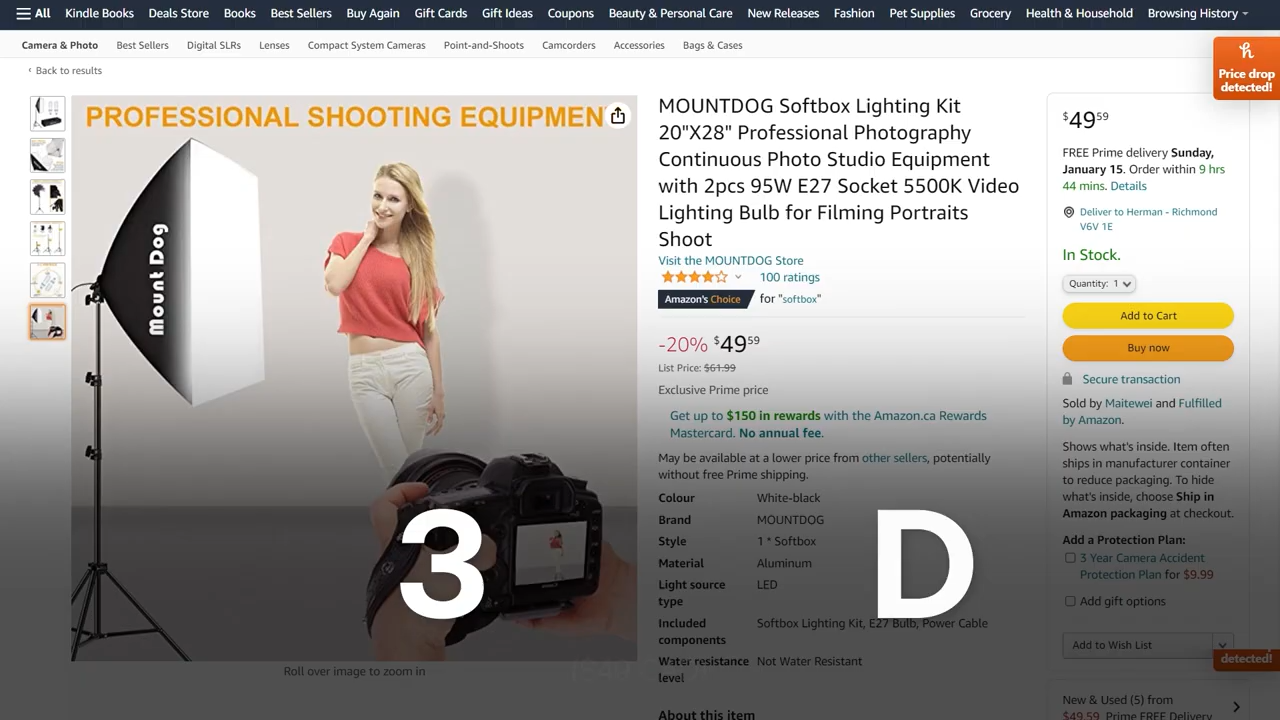 All
Kindle Books
Deals Store
Books
Best Sellers
Buy Again
Gift Cards
Gift Ideas
Coupons
Beauty & Personal Care
New Releases
Fashion
Pet Supplies
Grocery
Health & Household
Browsing History
Camera & Photo
Best Sellers
Digital SLRs
Lenses
Compact System Cameras
Point-and-Shoots
Camcorders
Accessories
Bags & Cases
‹ Back to results
Price drop
detected!
PROFESSIONAL SHOOTING EQUIPMEN
Mount Dog
Roll over image to zoom in
MOUNTDOG Softbox Lighting Kit
20"X28" Professional Photography
Continuous Photo Studio Equipment
with 2pcs 95W E27 Socket 5500K Video
Lighting Bulb for Filming Portraits
Shoot
Visit the MOUNTDOG Store
100 ratings
Amazon's Choice for "softbox"
-20% $49 59
List Price: $61.99
Exclusive Prime price
Get up to $150 in rewards with the Amazon.ca Rewards
Mastercard. No annual fee.
May be available at a lower price from other sellers, potentially
without free Prime shipping.
Colour White-black
Brand MOUNTDOG
Style 1 * Softbox
Material Aluminum
Light source LED
type
Included Softbox Lighting Kit, E27 Bulb, Power Cable
components
Water resistance Not Water Resistant
level
About this item
3 D
$49 59
FREE Prime delivery Sunday,
January 15. Order within 9 hrs
44 mins. Details
Deliver to Herman - Richmond
V6V 1E
In Stock.
Quantity: 1
Add to Cart
Buy now
Secure transaction
Sold by Maitewei and Fulfilled
by Amazon.
Shows what's inside. Item often
ships in manufacturer container
to reduce packaging. To hide
what's inside, choose Ship in
Amazon packaging at checkout.
Add a Protection Plan:
3 Year Camera Accident
Protection Plan for $9.99
Add gift options
Add to Wish List
detected!
New & Used (5) from
$49.59 Prime FREE Delivery